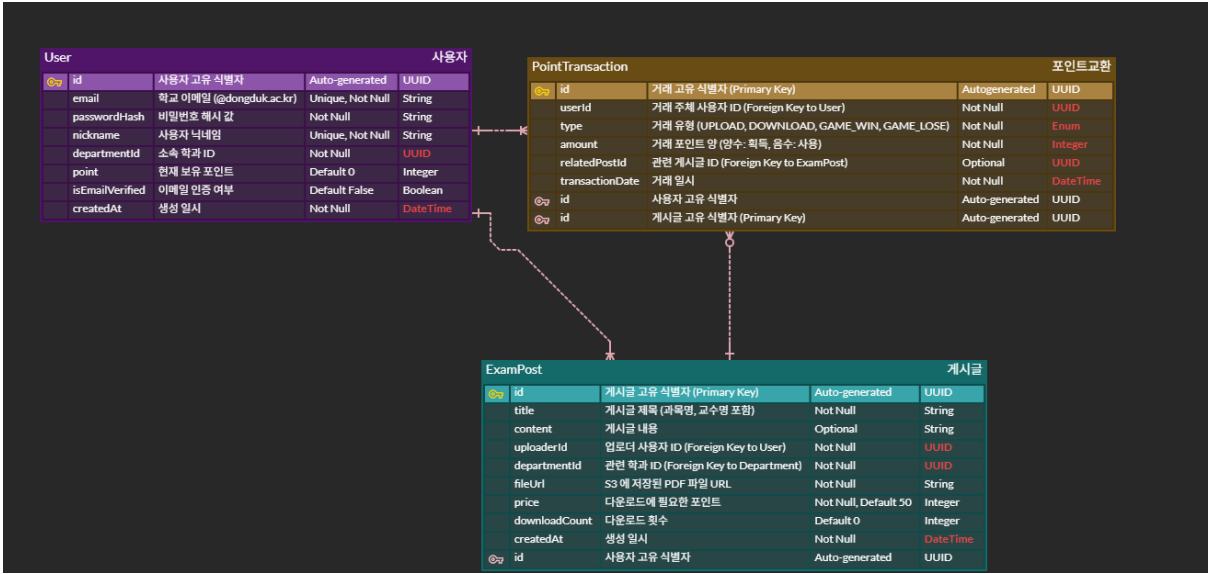 User 사용자
id 사용자 고유 식별자 Auto-generated UUID
email 학교 이메일 (@dongduk.ac.kr) Unique, Not Null String
passwordHash 비밀번호 해시 값 Not Null String
nickname 사용자 닉네임 Unique, Not Null String
departmentId 소속 학과 ID Not Null UUID
point 현재 보유 포인트 Default 0 Integer
isEmailVerified 이메일 인증 여부 Default False Boolean
createdAt 생성 일시 Not Null DateTime
PointTransaction 포인트교환
id 거래 고유 식별자 (Primary Key) Autogenerated UUID
userId 거래 주체 사용자 ID (Foreign Key to User) Not Null UUID
type 거래 유형 (UPLOAD, DOWNLOAD, GAME_WIN, GAME_LOSE) Not Null Enum
amount 거래 포인트 양 (양수: 획득, 음수: 사용) Not Null Integer
relatedPostId 관련 게시글 ID (Foreign Key to ExamPost) Optional UUID
transactionDate 거래 일시 Not Null DateTime
id 사용자 고유 식별자 Auto-generated UUID
id 게시글 고유 식별자 (Primary Key) Auto-generated UUID
ExamPost 게시글
id 게시글 고유 식별자 (Primary Key) Auto-generated UUID
title 게시글 제목 (과목명, 교수명 포함) Not Null String
content 게시글 내용 Optional String
uploaderId 업로더 사용자 ID (Foreign Key to User) Not Null UUID
departmentId 관련 학과 ID (Foreign Key to Department) Not Null UUID
fileUrl S3 에 저장된 PDF 파일 URL Not Null String
price 다운로드에 필요한 포인트 Not Null, Default 50 Integer
downloadCount 다운로드 횟수 Default 0 Integer
createdAt 생성 일시 Not Null DateTime
id 사용자 고유 식별자 Auto-generated UUID